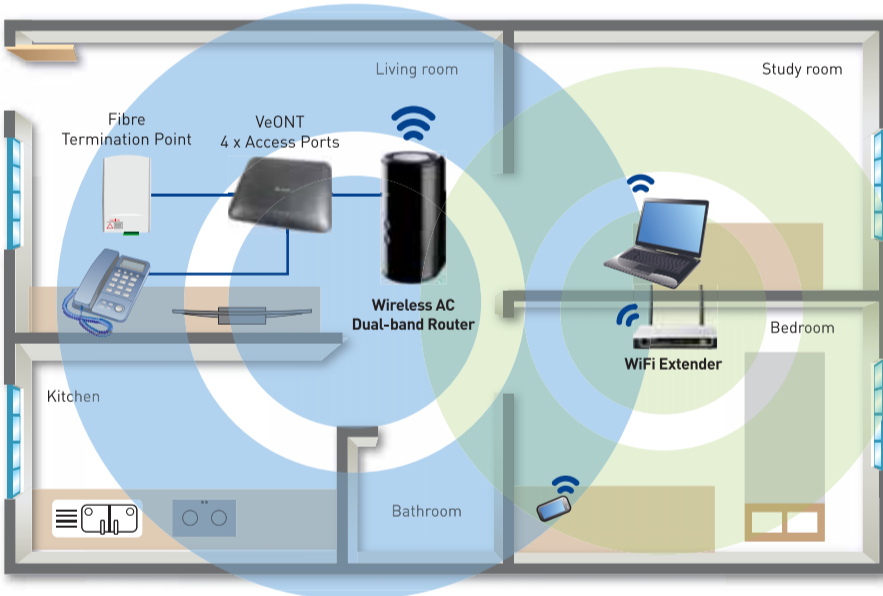 Living room
Study room
Fibre
Termination Point
VeONT
4 x Access Ports
Wireless AC
Dual-band Router
Bedroom
WiFi Extender
Kitchen
Bathroom